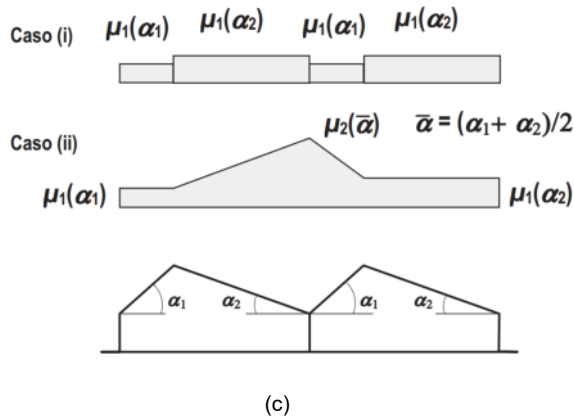 Caso (i) μ₁(α₁) μ₁(α₂) μ₁(α₁) μ₁(α₂)
μ₂(ᾱ) ᾱ = (α₁+ α₂)/2
Caso (ii)
μ₁(α₁) μ₁(α₂)
α₁ α₂ α₁ α₂
(c)